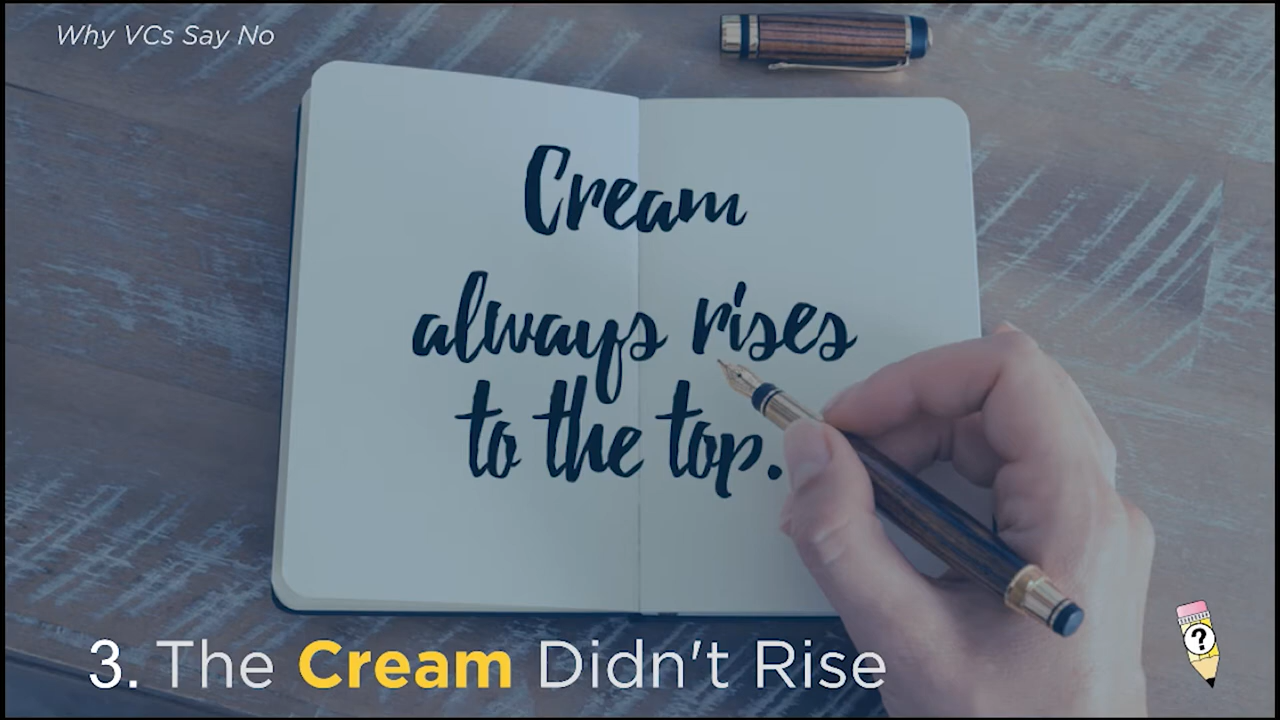 Why VCs Say No
Cream
always rises
to the top.
3. The Cream Didn't Rise
?